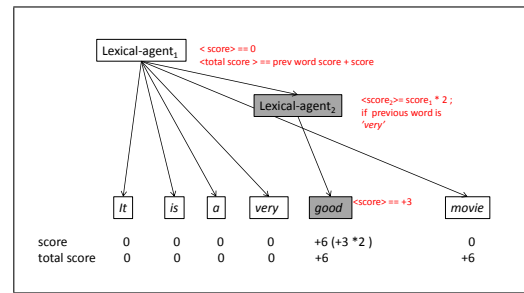 Lexical-agent1
< score> == 0
<total score > == prev word score + score
Lexical-agent2
<score2>= score1 * 2 ;
if previous word is
'very'
It is a very good movie
<score> == +3
score 0 0 0 0 +6 (+3 *2 ) 0
total score 0 0 0 0 +6 +6